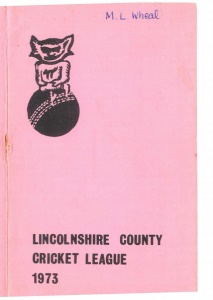 M. L Wheal
LINCOLNSHIRE COUNTY
CRICKET LEAGUE
1973